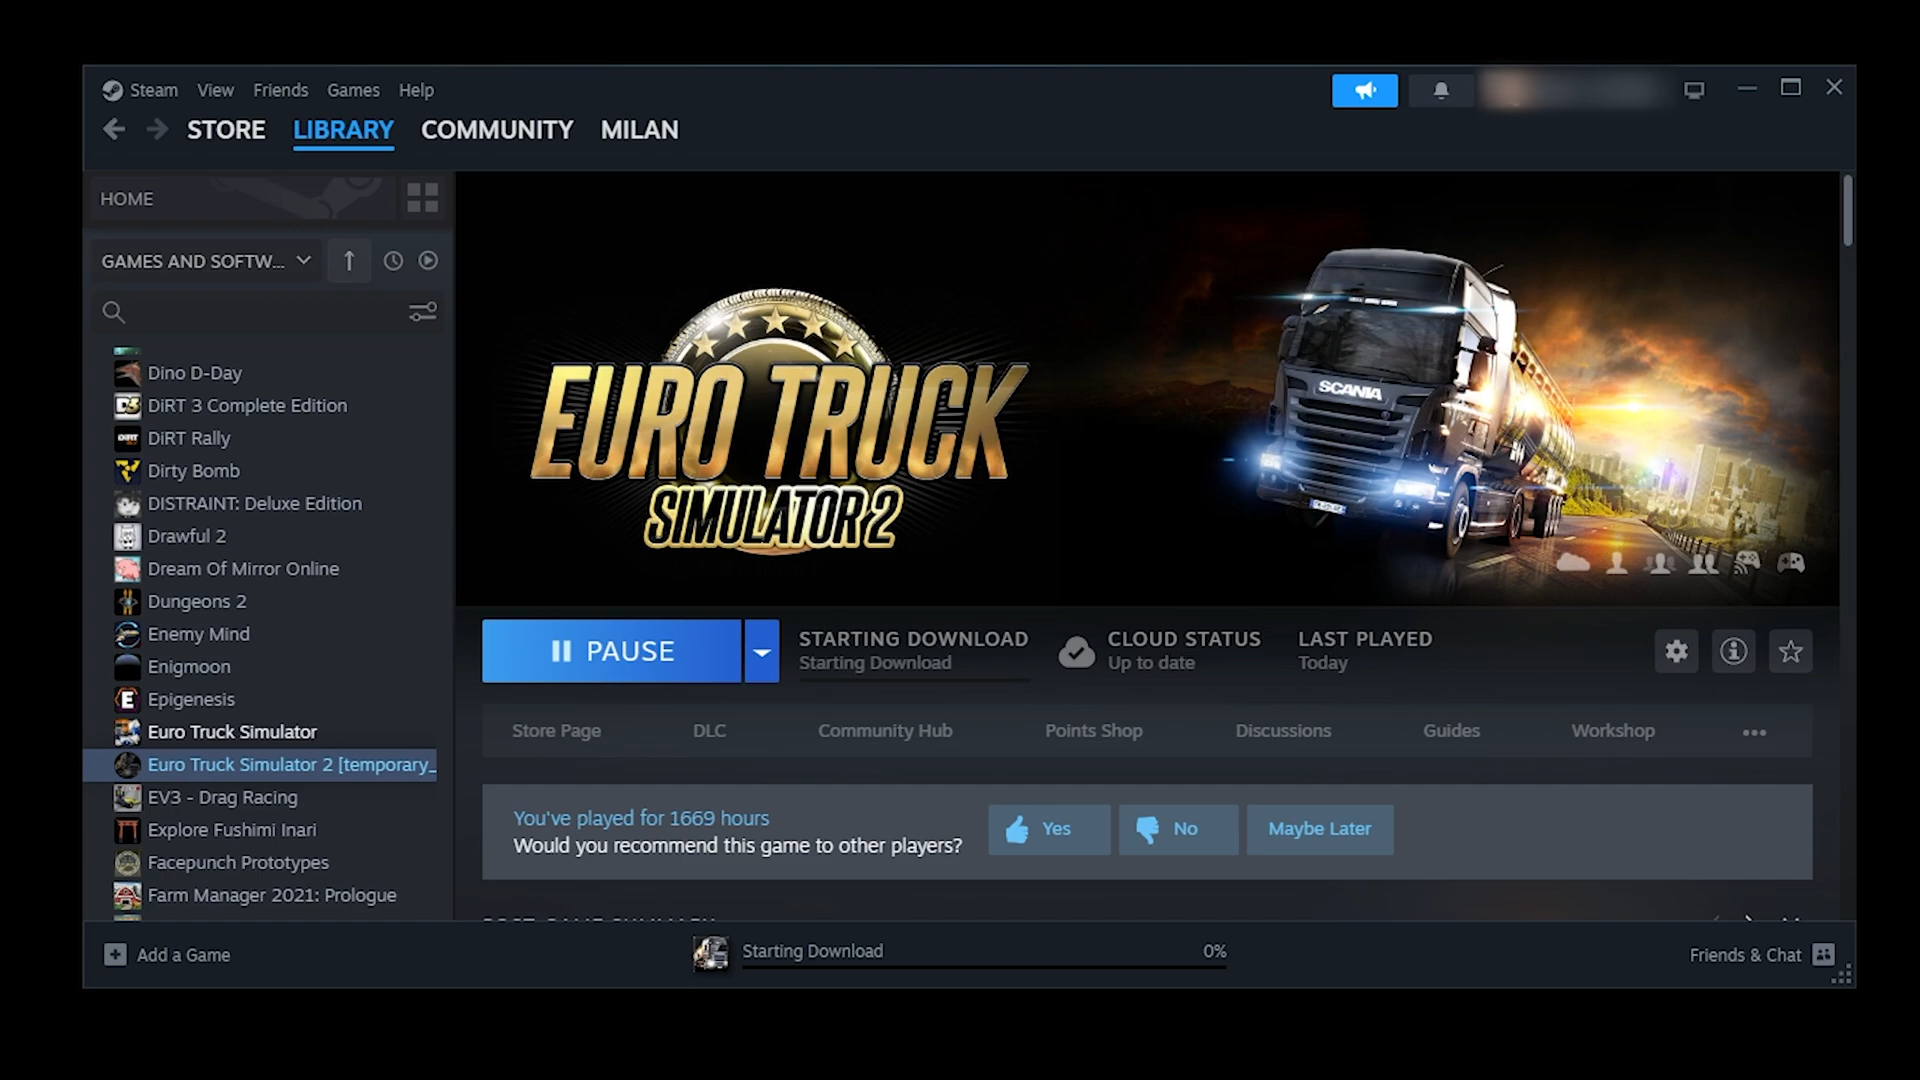 Steam View Friends Games Help
STORE LIBRARY COMMUNITY MILAN
HOME
GAMES AND SOFTW...
Dino D-Day
DiRT 3 Complete Edition
DiRT Rally
Dirty Bomb
DISTRAINT: Deluxe Edition
Drawful 2
Dream Of Mirror Online
Dungeons 2
Enemy Mind
Enigmoon
Epigenesis
Euro Truck Simulator
Euro Truck Simulator 2 [temporary_
EV3 - Drag Racing
Explore Fushimi Inari
Facepunch Prototypes
Farm Manager 2021: Prologue
EURO TRUCK
SIMULATOR 2
SCANIA
PAUSE
STARTING DOWNLOAD
Starting Download
CLOUD STATUS
Up to date
LAST PLAYED
Today
Store Page DLC Community Hub Points Shop Discussions Guides Workshop
You've played for 1669 hours
Would you recommend this game to other players?
Yes No Maybe Later
Add a Game
Starting Download 0%
Friends & Chat